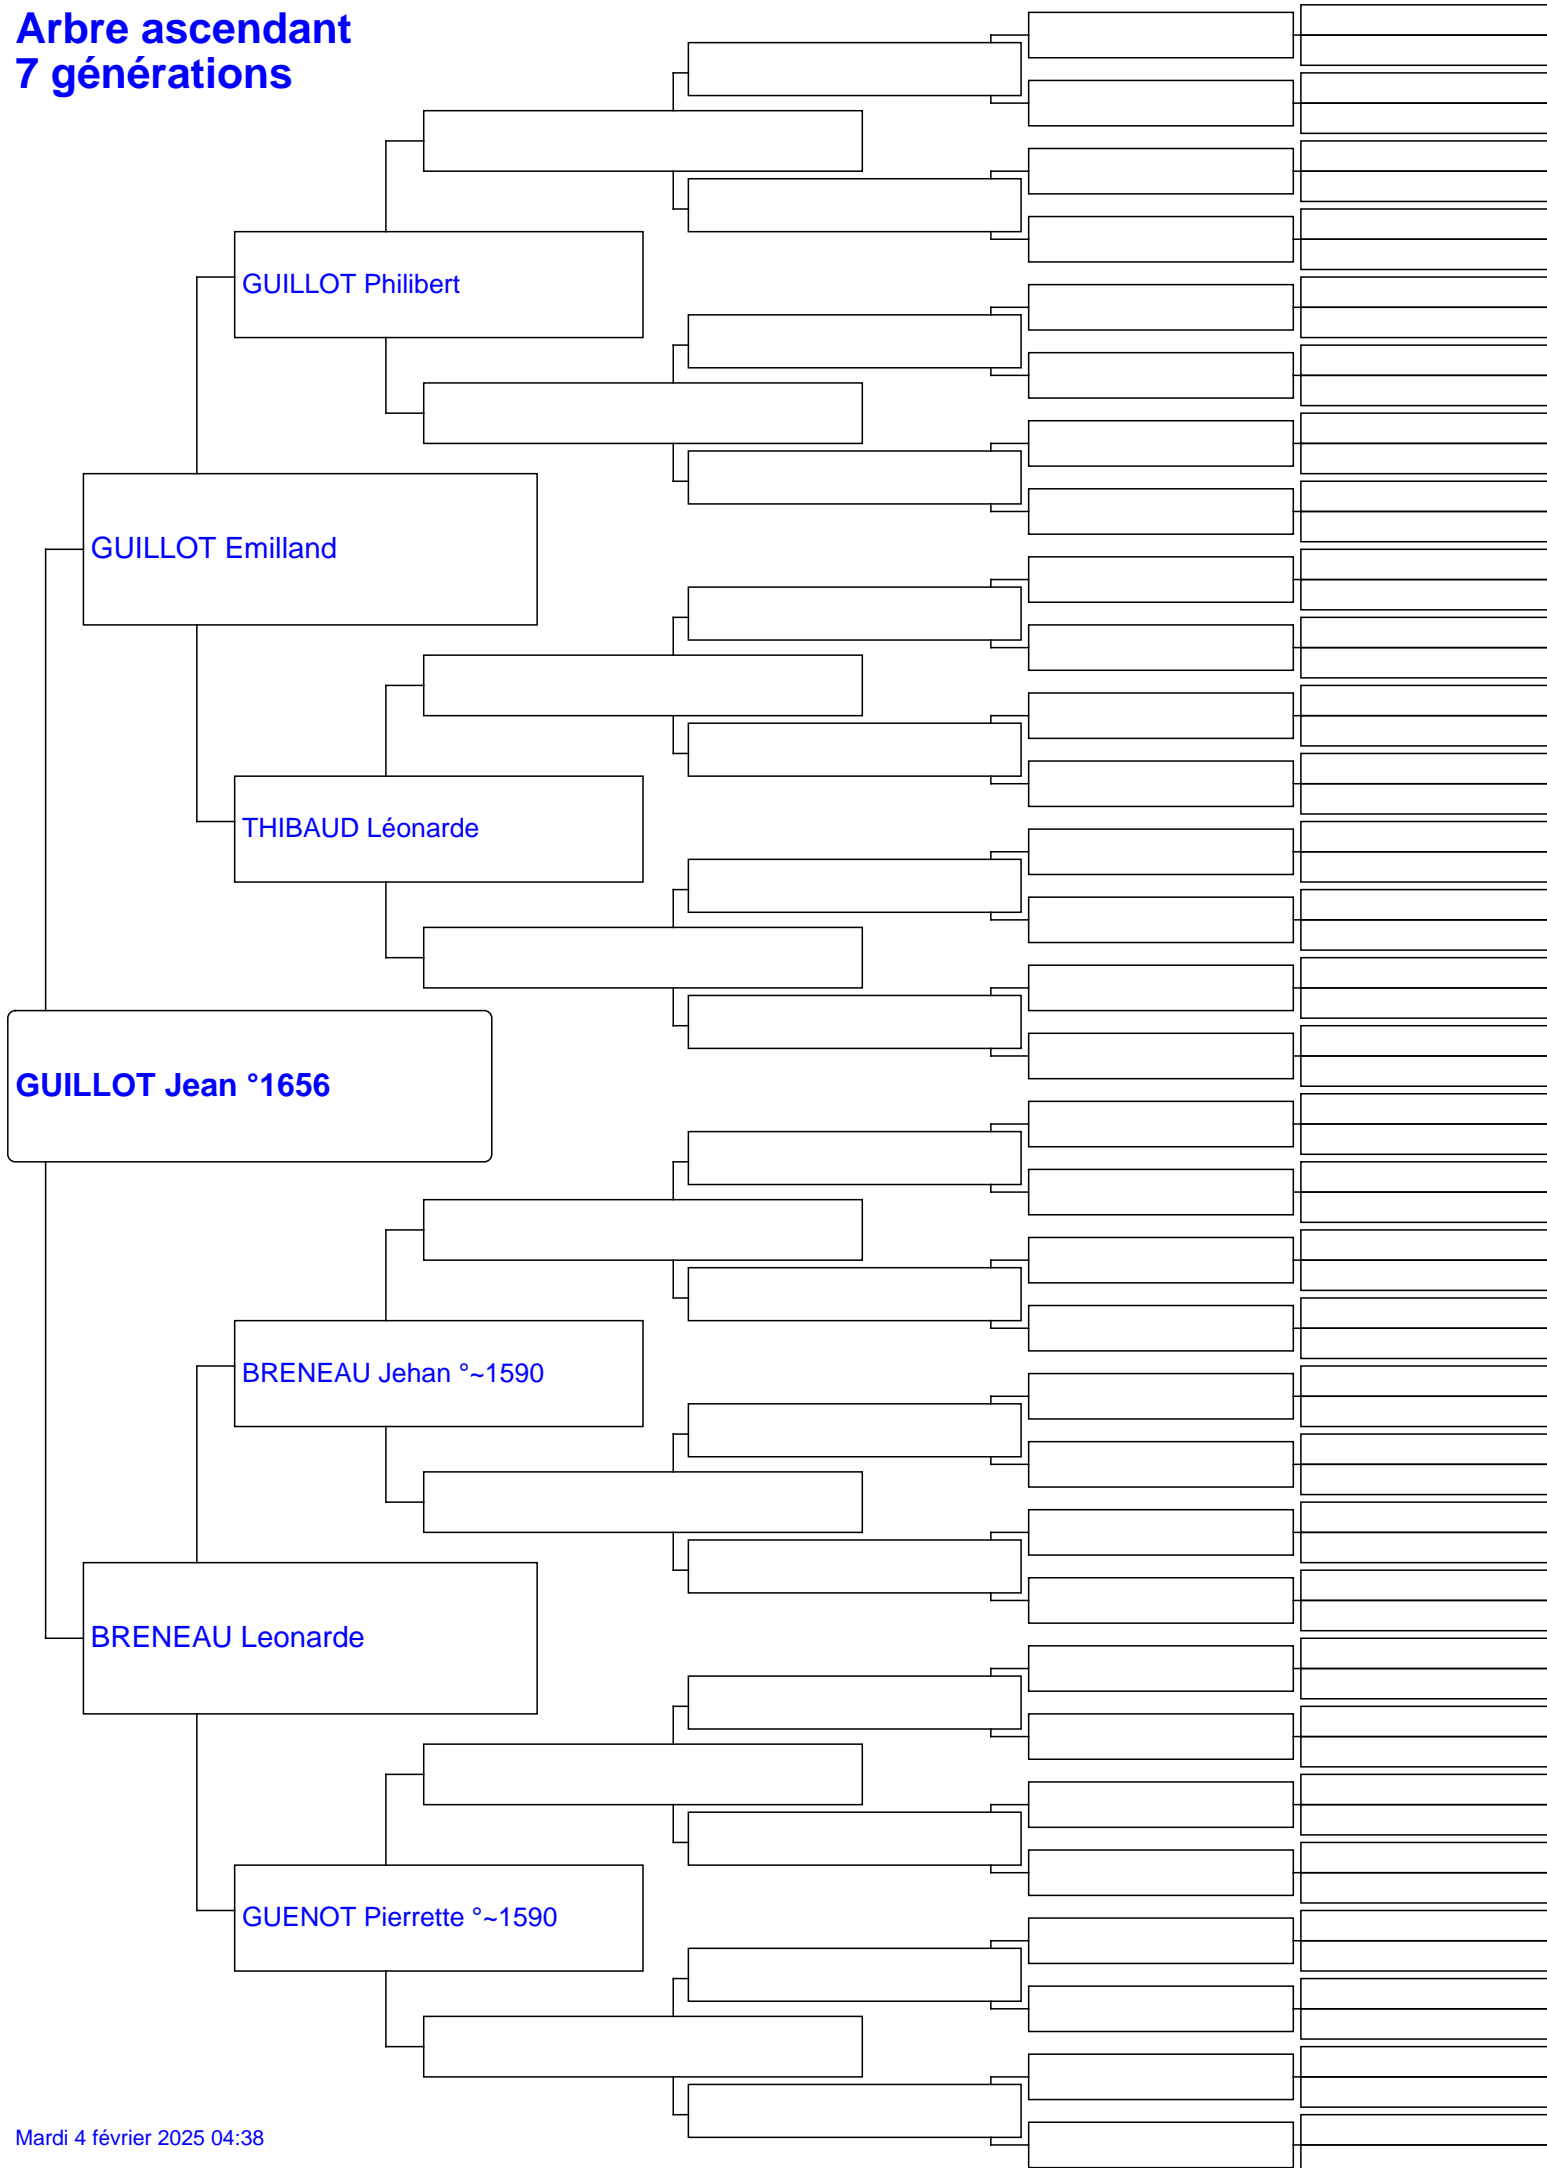 Arbre ascendant
7 générations
GUILLOT Philibert
GUILLOT Emilland
THIBAUD Léonarde
GUILLOT Jean °1656
BRENEAU Jehan °~1590
BRENEAU Leonarde
GUENOT Pierrette °~1590
Mardi 4 février 2025 04:38